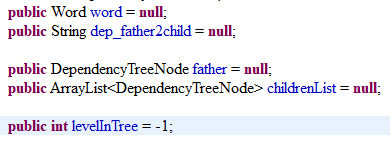 public Word word = null;
public String dep_father2child = null;
public DependencyTreeNode father = null;
public ArrayList<DependencyTreeNode> childrenList = null;
public int levelInTree = -1;